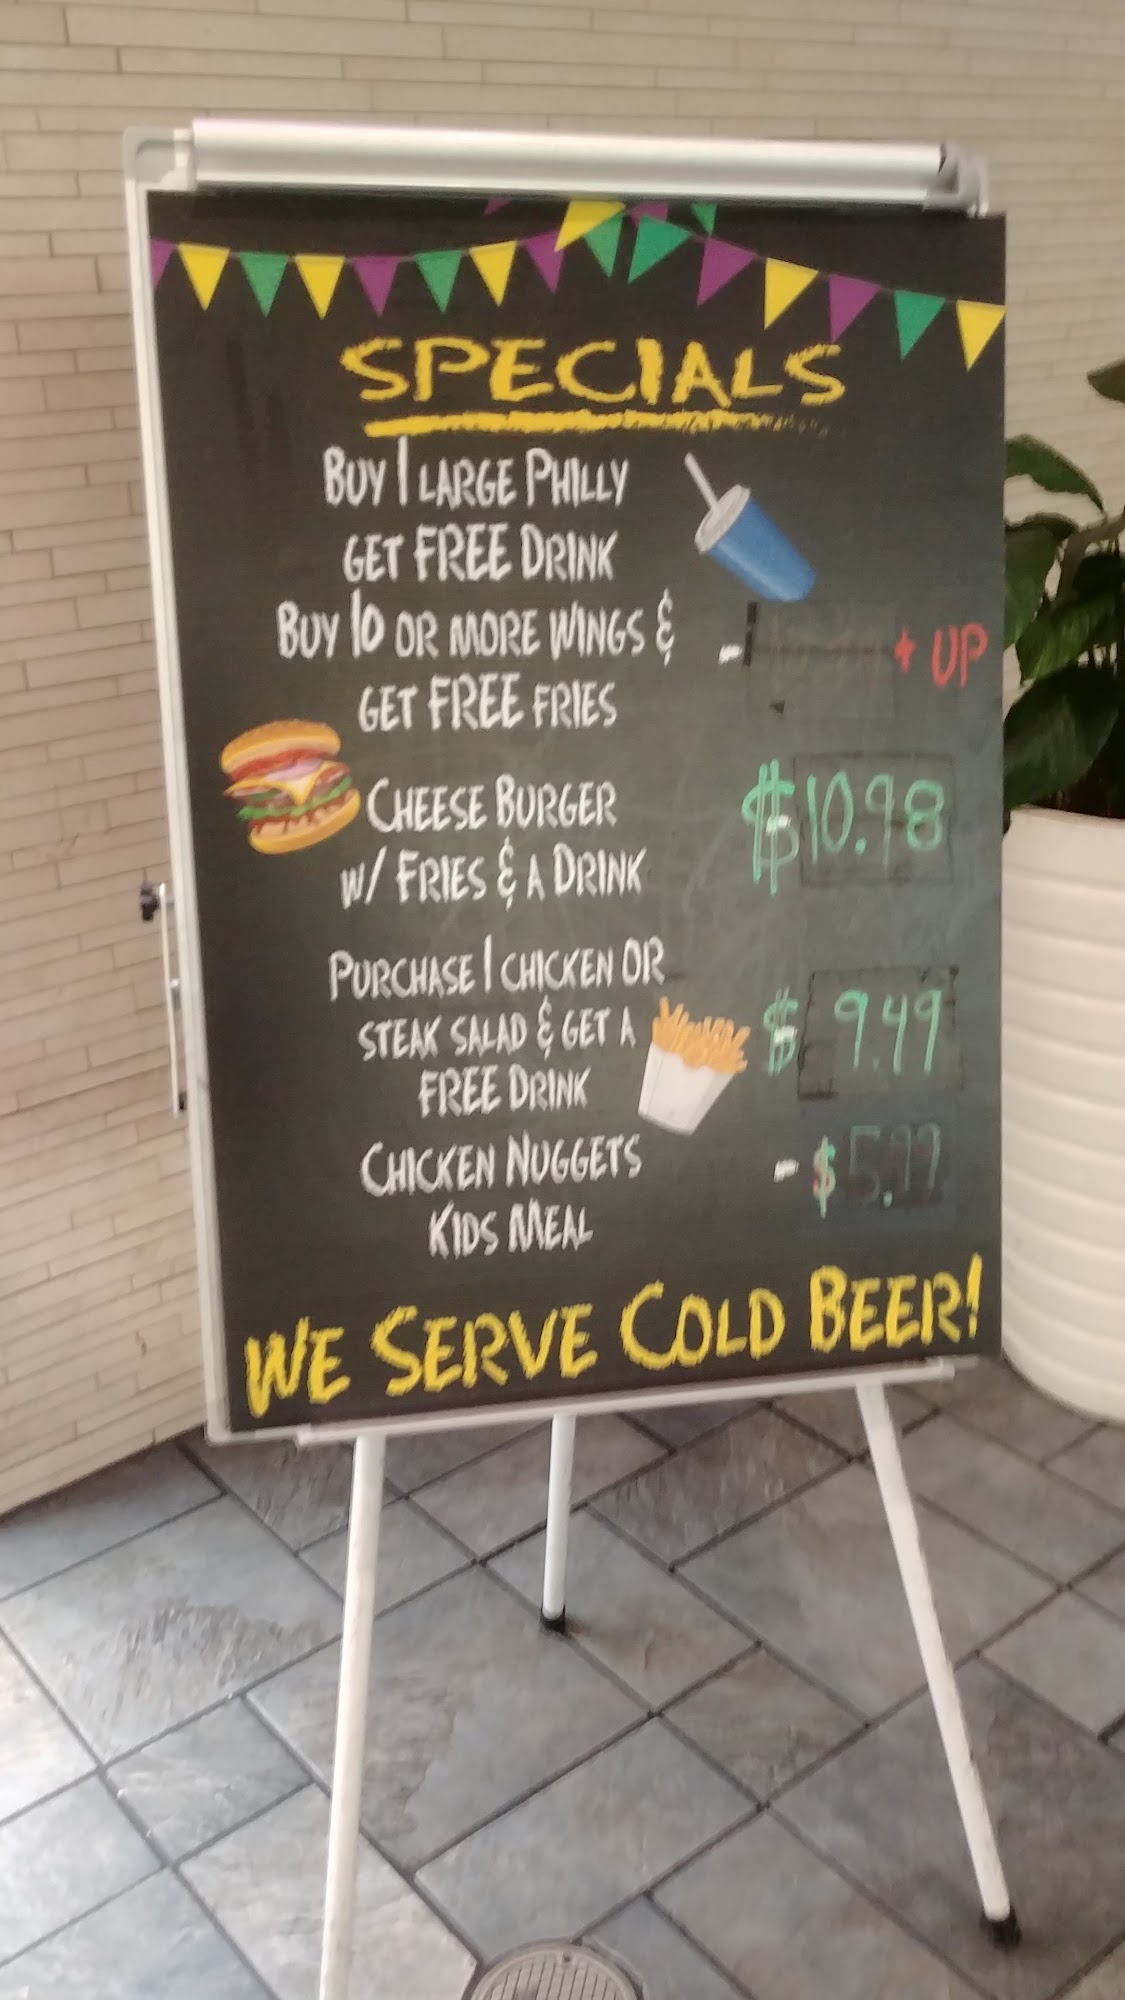 SPECIALS
BUY 1 LARGE PHILLY
GET FREE DRINK
BUY 10 OR MORE WINGS &
- + UP
GET FREE FRIES
CHEESE BURGER
$10.98
W/ FRIES & A DRINK
PURCHASE 1 CHICKEN OR
STEAK SALAD & GET A
$ 9.49
FREE DRINK
CHICKEN NUGGETS
- $5.99
KIDS MEAL
WE SERVE COLD BEER!